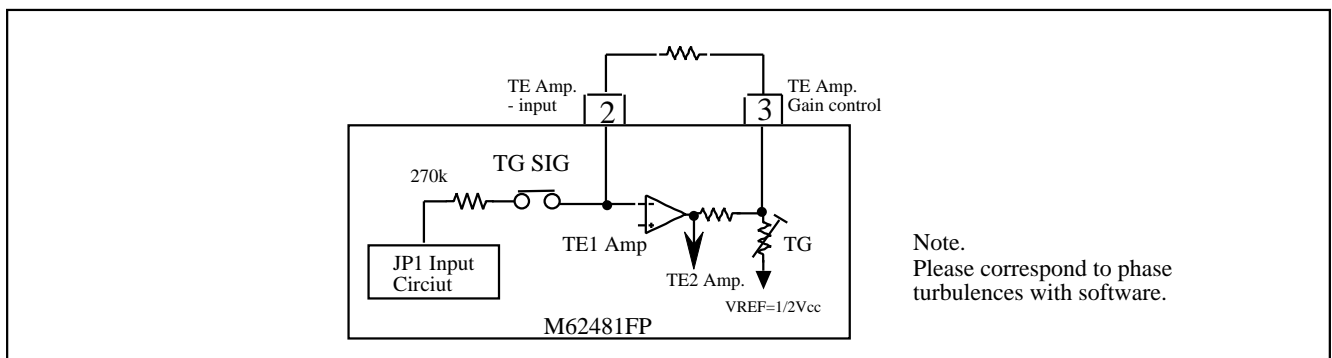 TE Amp.
- input
2
3
TE Amp.
Gain control
TG SIG
270k
-
+
TE1 Amp
TG
JP1 Input
Circiut
TE2 Amp.
VREF=1/2Vcc
M62481FP
Note.
Please correspond to phase
turbulences with software.